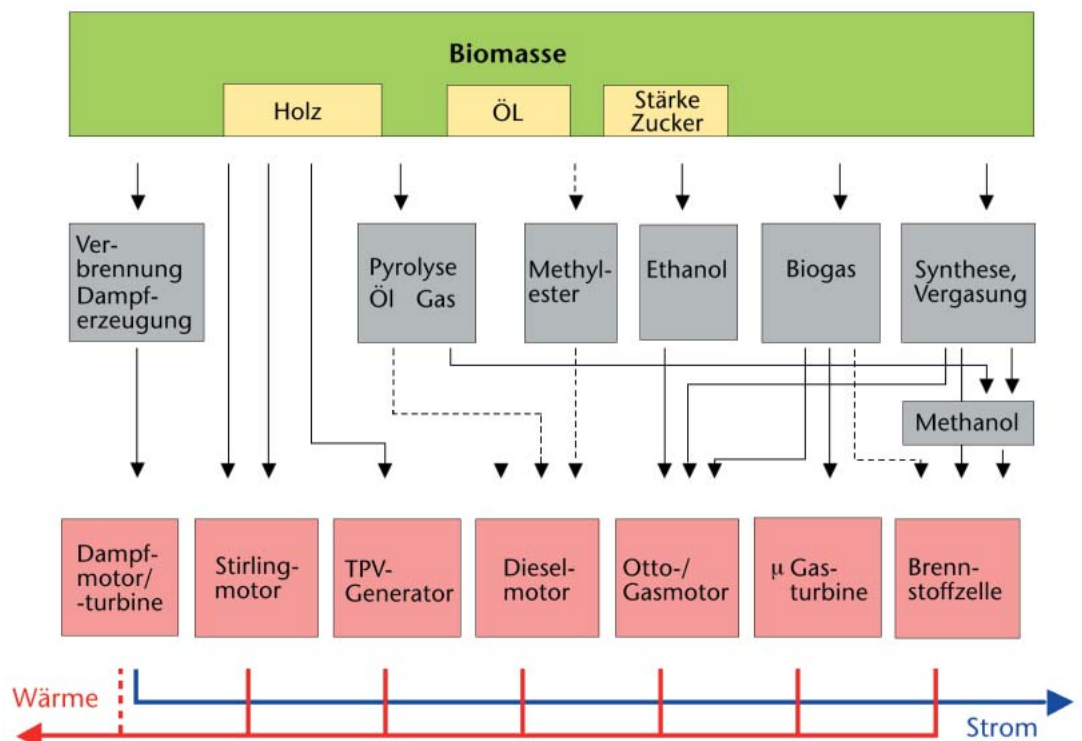 Biomasse
Holz
ÖL
Stärke
Zucker
Ver-
brennung
Dampf-
erzeugung
Pyrolyse
Öl Gas
Methyl-
ester
Ethanol
Biogas
Synthese,
Vergasung
Methanol
Dampf-
motor/
-turbine
Stirling-
motor
TPV-
Generator
Diesel-
motor
Otto-/
Gasmotor
µ Gas-
turbine
Brenn-
stoffzelle
Wärme
Strom